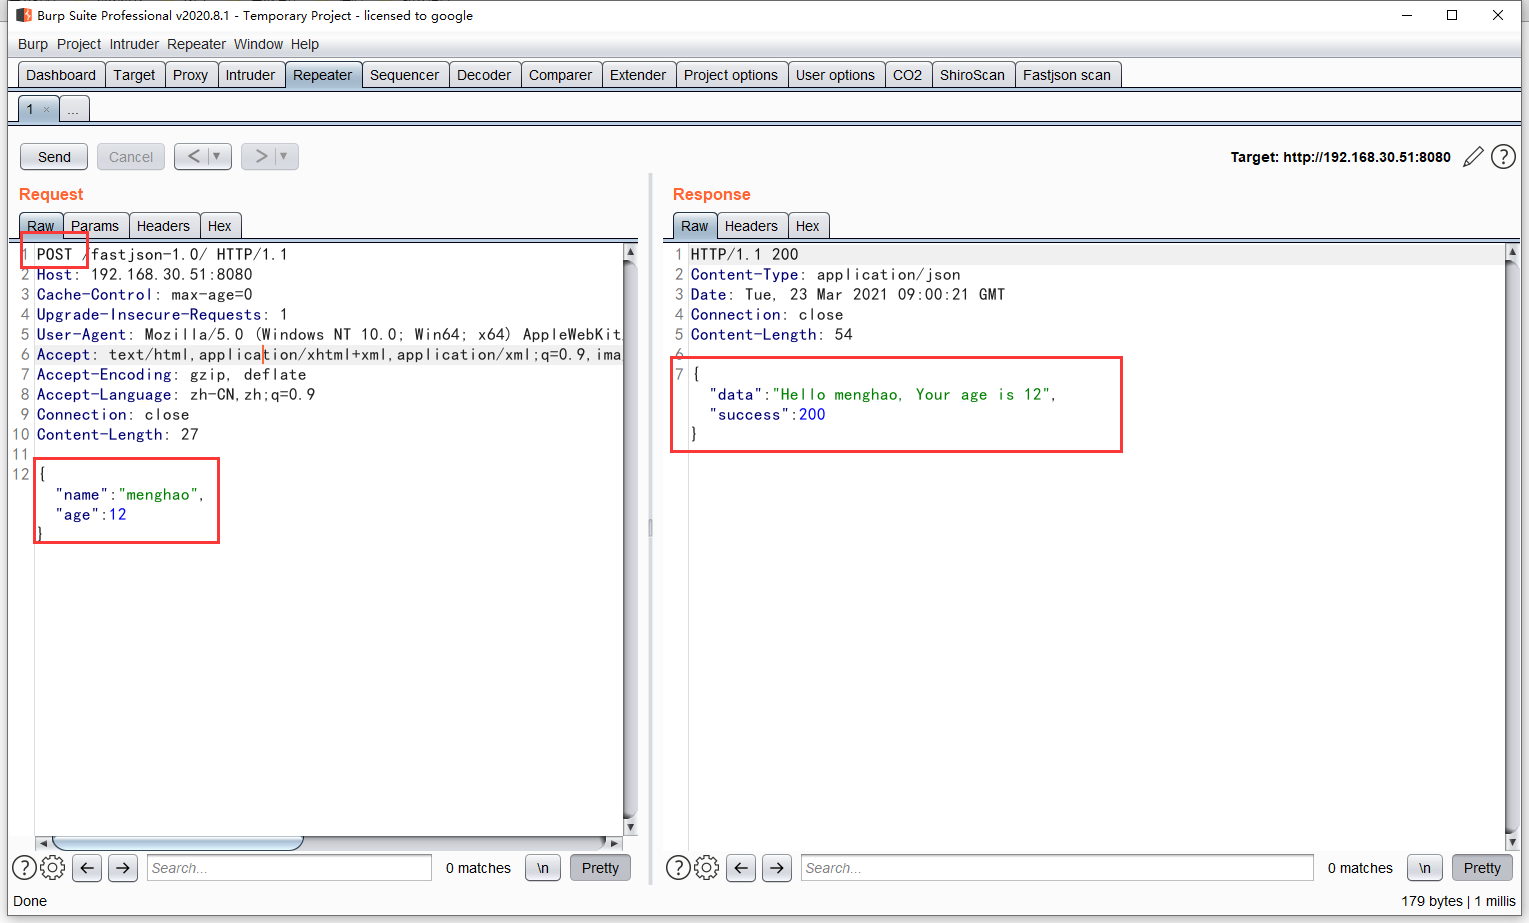 Burp Suite Professional v2020.8.1 - Temporary Project - licensed to google
Burp Project Intruder Repeater Window Help
Dashboard Target Proxy Intruder Repeater Sequencer Decoder Comparer Extender Project options User options CO2 ShiroScan Fastjson scan
1 × ...
Send Cancel < ▼ > ▼ Target: http://192.168.30.51:8080
Request
Raw Params Headers Hex
1 POST /fastjson-1.0/ HTTP/1.1
2 Host: 192.168.30.51:8080
3 Cache-Control: max-age=0
4 Upgrade-Insecure-Requests: 1
5 User-Agent: Mozilla/5.0 (Windows NT 10.0; Win64; x64) AppleWebKit
6 Accept: text/html,application/xhtml+xml,application/xml;q=0.9,ima
7 Accept-Encoding: gzip, deflate
8 Accept-Language: zh-CN,zh;q=0.9
9 Connection: close
10 Content-Length: 27
11
12 {
"name":"menghao",
"age":12
}
? 0 matches \n Pretty
Search...
Done
Response
Raw Headers Hex
1 HTTP/1.1 200
2 Content-Type: application/json
3 Date: Tue, 23 Mar 2021 09:00:21 GMT
4 Connection: close
5 Content-Length: 54
6
7 {
"data":"Hello menghao, Your age is 12",
"success":200
}
? Search... 0 matches \n Pretty
179 bytes | 1 millis